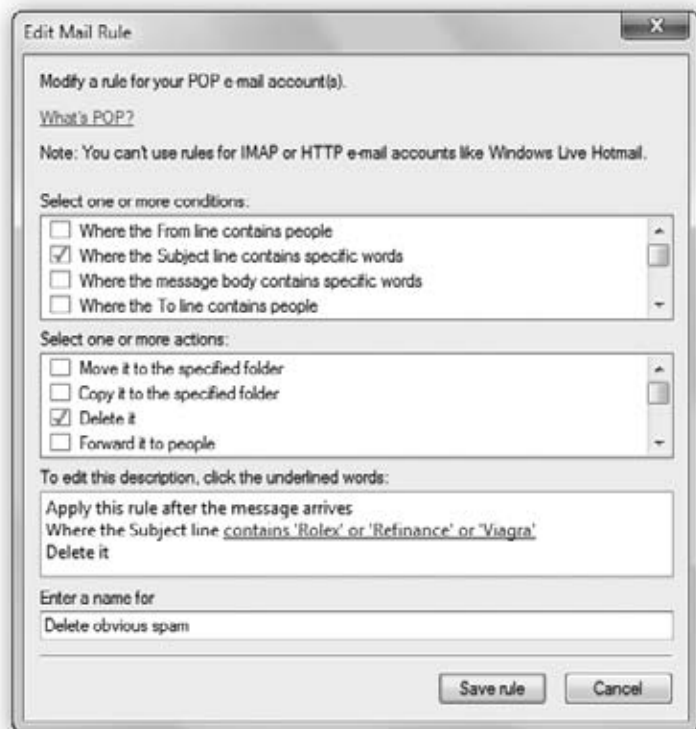 Edit Mail Rule
Modify a rule for your POP e-mail account(s).
What's POP?
Note: You can't use rules for IMAP or HTTP e-mail accounts like Windows Live Hotmail.
Select one or more conditions:
Where the From line contains people
Where the Subject line contains specific words
Where the message body contains specific words
Where the To line contains people
Select one or more actions:
Move it to the specified folder
Copy it to the specified folder
Delete it
Forward it to people
To edit this description, click the underlined words:
Apply this rule after the message arrives
Where the Subject line contains 'Rolex' or 'Refinance' or 'Viagra'
Delete it
Enter a name for
Delete obvious spam
Save rule
Cancel